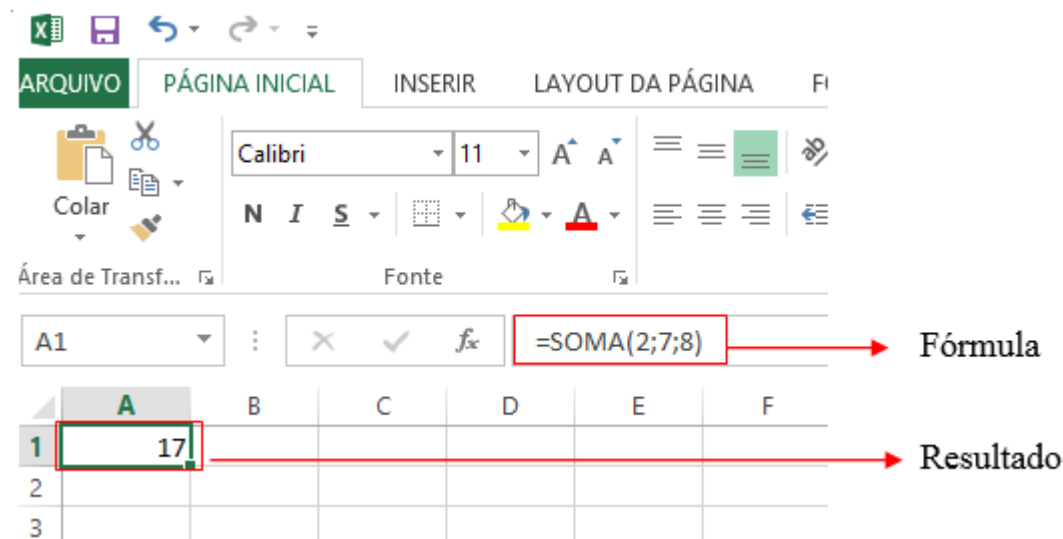 ARQUIVO PÁGINA INICIAL INSERIR LAYOUT DA PÁGINA
Calibri 11 A A
Colar
N I S A
Área de Transf... Fonte
A1 fx =SOMA(2;7;8) Fórmula
A B C D E F
1 17 Resultado
2
3